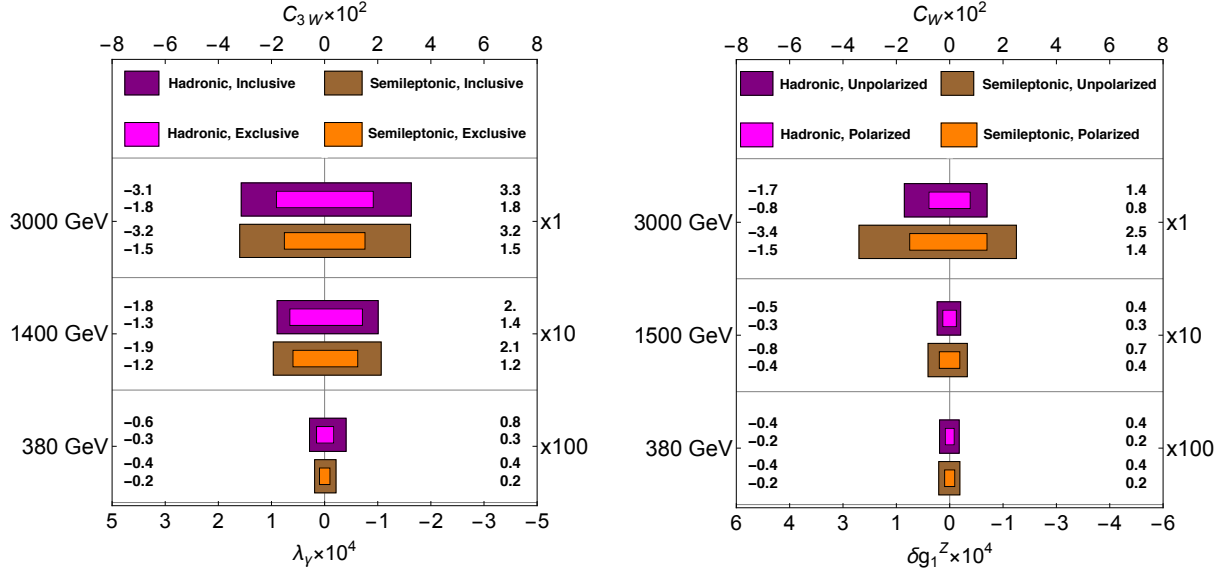 C3 W×10²
−8 −6 −4 −2 0 2 4 6 8
Hadronic, Inclusive Semileptonic, Inclusive
Hadronic, Exclusive Semileptonic, Exclusive
−3.1 3.3
−1.8 1.8
3000 GeV x1
−3.2 3.2
−1.5 1.5
−1.8 2.
−1.3 1.4
1400 GeV x10
−1.9 2.1
−1.2 1.2
−0.6 0.8
−0.3 0.3
380 GeV x100
−0.4 0.4
−0.2 0.2
5 4 3 2 1 0 −1 −2 −3 −4 −5
λγ×10⁴
CW×10²
−8 −6 −4 −2 0 2 4 6 8
Hadronic, Unpolarized Semileptonic, Unpolarized
Hadronic, Polarized Semileptonic, Polarized
−1.7 1.4
−0.8 0.8
3000 GeV x1
−3.4 2.5
−1.5 1.4
−0.5 0.4
−0.3 0.3
1500 GeV x10
−0.8 0.7
−0.4 0.4
−0.4 0.4
−0.2 0.2
380 GeV x100
−0.4 0.4
−0.2 0.2
6 5 4 3 2 1 0 −1 −2 −3 −4 −5 −6
δg₁ᶻ×10⁴